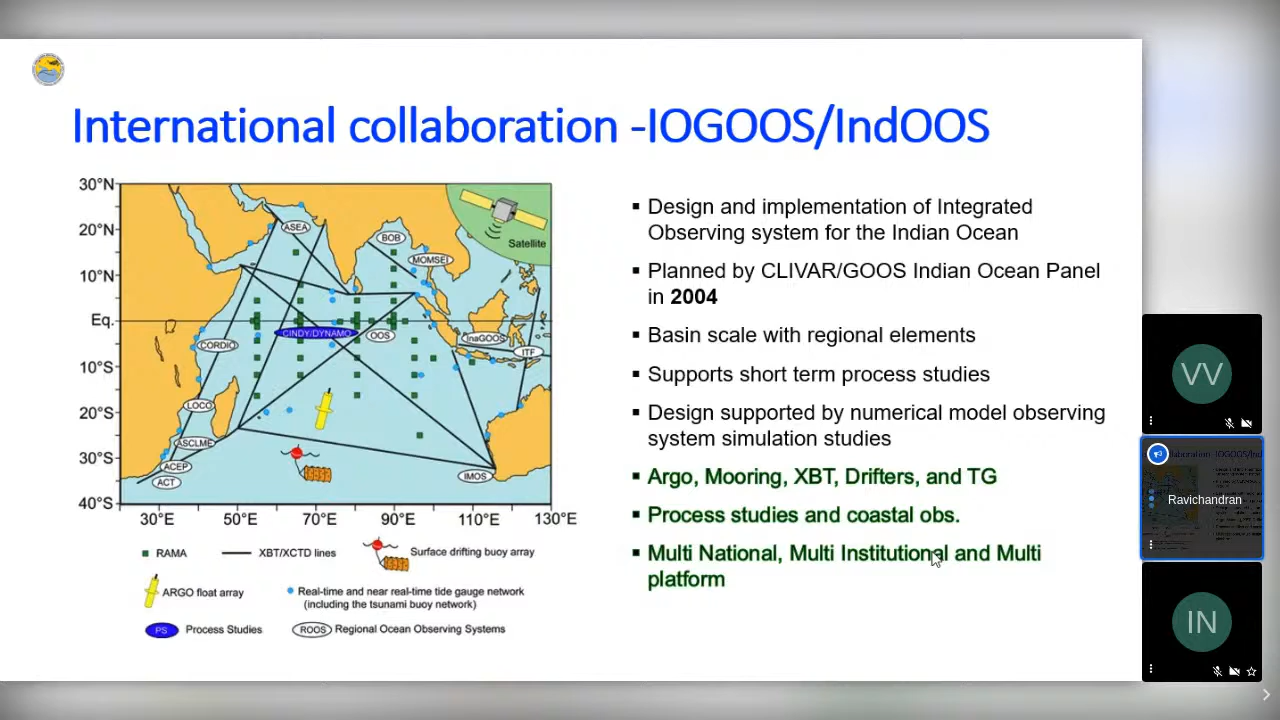 International collaboration -IOGOOS/IndOOS
30°N
20°N
10°N
Eq.
10°S
20°S
30°S
40°S
30°E 50°E 70°E 90°E 110°E 130°E
ASEA
BOB
MOMSEI
Satellite
CINDY/DYNAMO
OOS
InaGOOS
ITF
CORDIO
LOCO
ASCLME
ACEP
ACT
IMOS
RAMA
XBT/XCTD lines
Surface drifting buoy array
ARGO float array
Real-time and near real-time tide gauge network
(including the tsunami buoy network)
PS
Process Studies
ROOS
Regional Ocean Observing Systems
▪ Design and implementation of Integrated
Observing system for the Indian Ocean
▪ Planned by CLIVAR/GOOS Indian Ocean Panel
in 2004
▪ Basin scale with regional elements
▪ Supports short term process studies
▪ Design supported by numerical model observing
system simulation studies
▪ Argo, Mooring, XBT, Drifters, and TG
▪ Process studies and coastal obs.
▪ Multi National, Multi Institutional and Multi
platform
VV
Ravichandran
IN